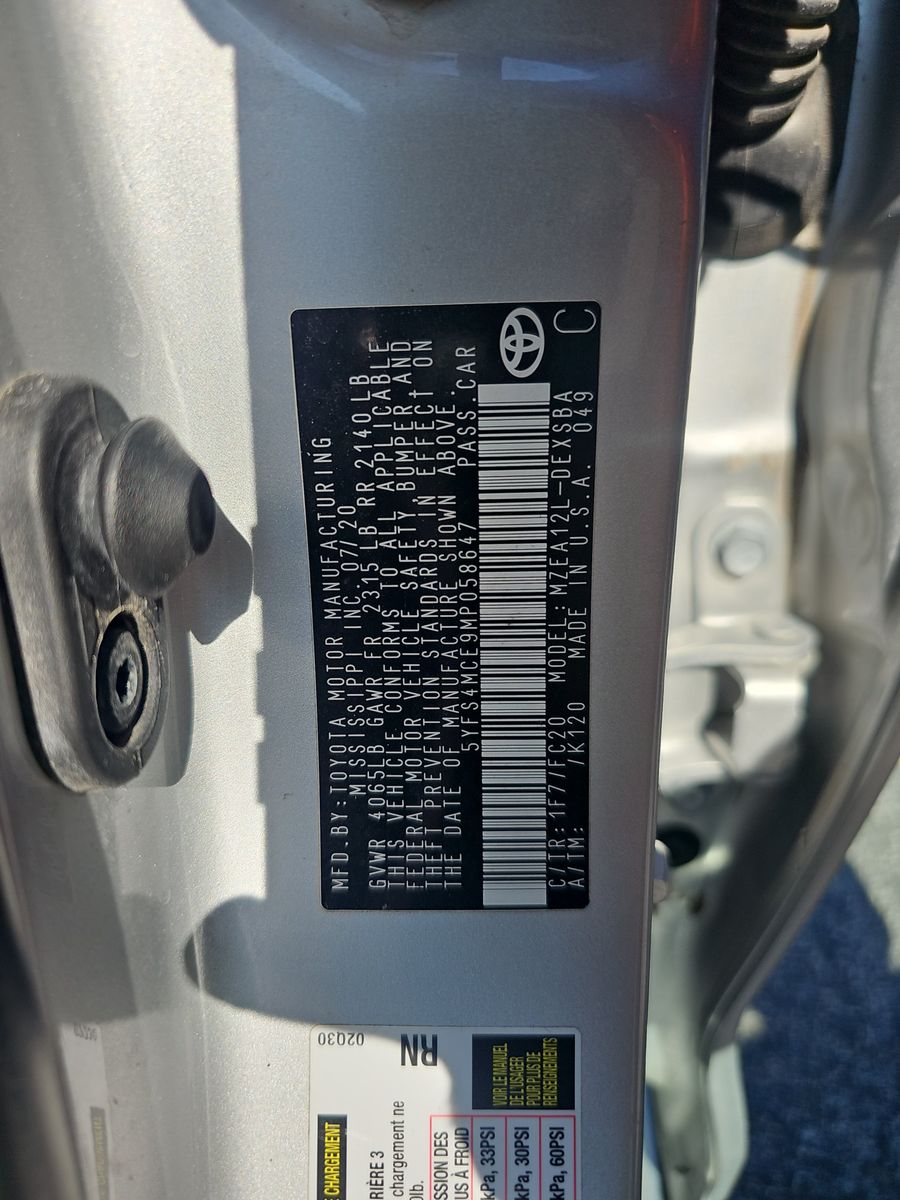 MFD.BY:TOYOTA MOTOR MANUFACTURING
MISSISSIPPI INC. 07/20
GVWR 4065LB GAWR FR 2315 LB RR 2140 LB
THIS VEHICLE CONFORMS TO ALL APPLICABLE
FEDERAL MOTOR VEHICLE SAFETY, BUMPER, AND
THEFT PREVENTION STANDARDS IN EFFECT ON
THE DATE OF MANUFACTURE SHOWN ABOVE.
5YFS4MCE9MP058647 PASS.CAR
C/TR: 1F7/FC20 MODEL: MZEA12L-DEXSBA
A/TM: /K120 MADE IN U.S.A. 049
C
02Q30
RN
CHARGEMENT
RIÈRE 3
chargement ne
0lb.
SSION DES
US À FROID
kPa, 33PSI
kPa, 30PSI
kPa, 60PSI
VOIR LE MANUEL
DE L'USAGER
POUR PLUS DE
RENSEIGNEMENTS